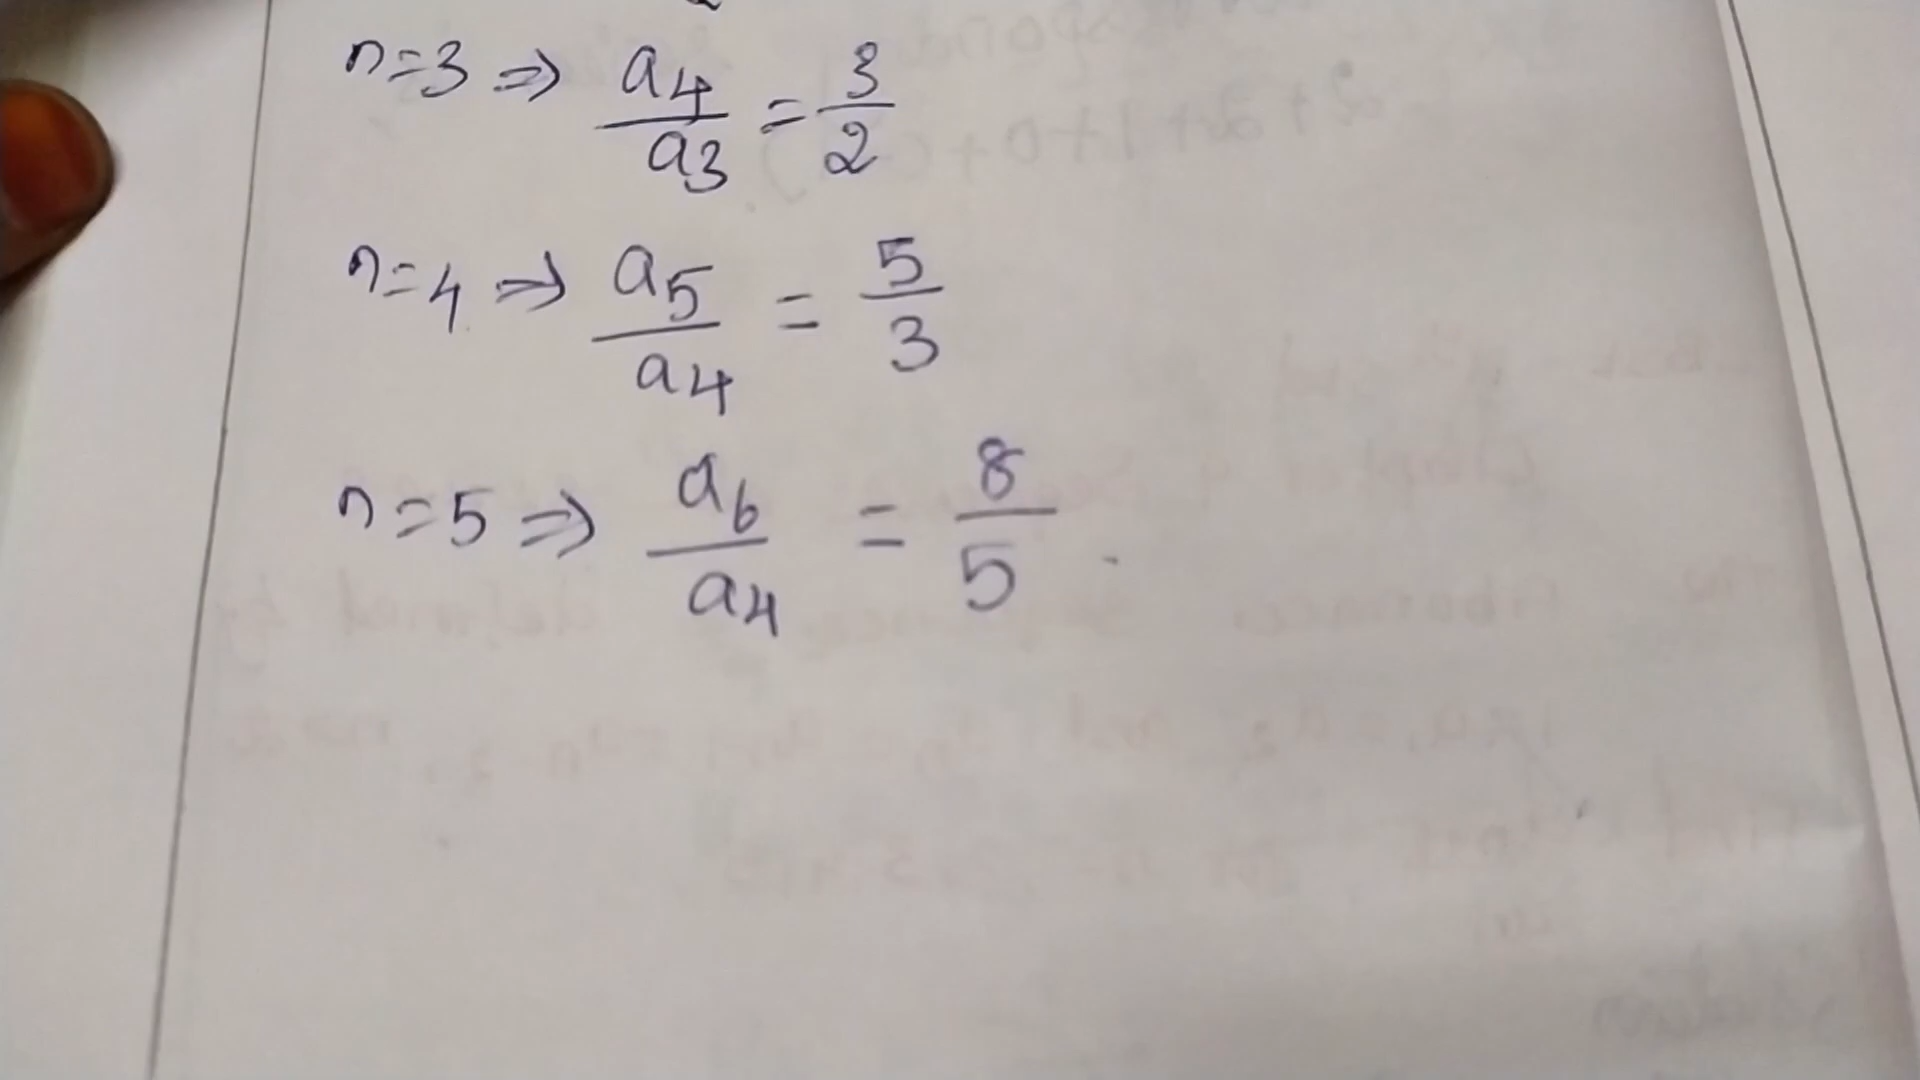 n=3 ⇒ a₄/a₃ = 3/2
n=4 ⇒ a₅/a₄ = 5/3
n=5 ⇒ a₆/a₄ = 8/5